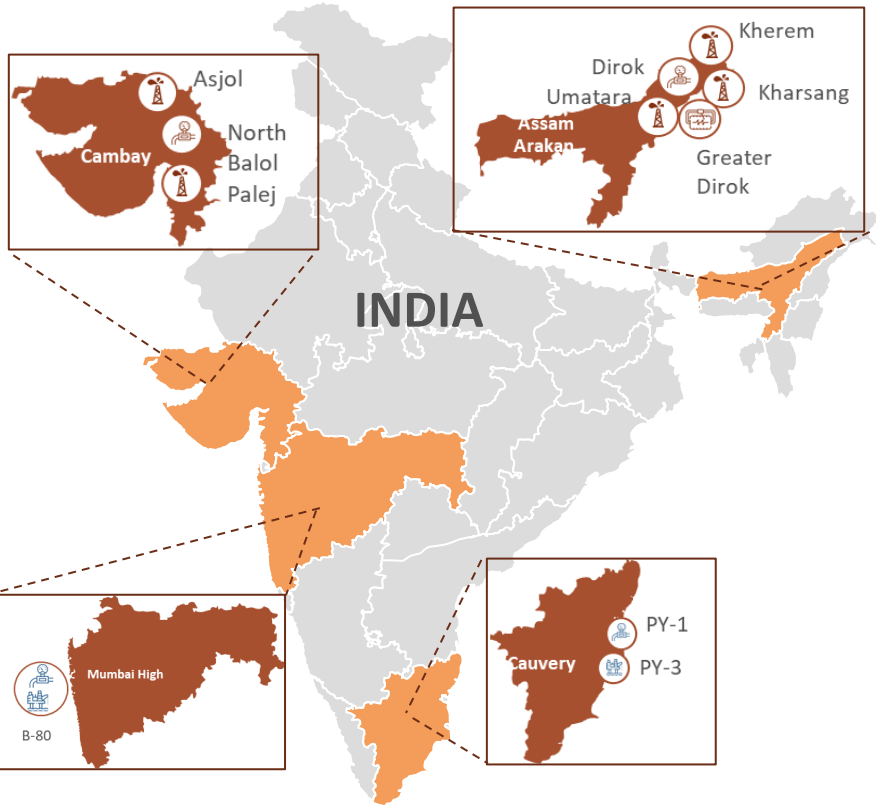 Asjol
North
Balol
Palej
Cambay
Kherem
Dirok
Umatara
Kharsang
Assam
Arakan
Greater
Dirok
INDIA
Mumbai High
B-80
PY-1
Cauvery
PY-3